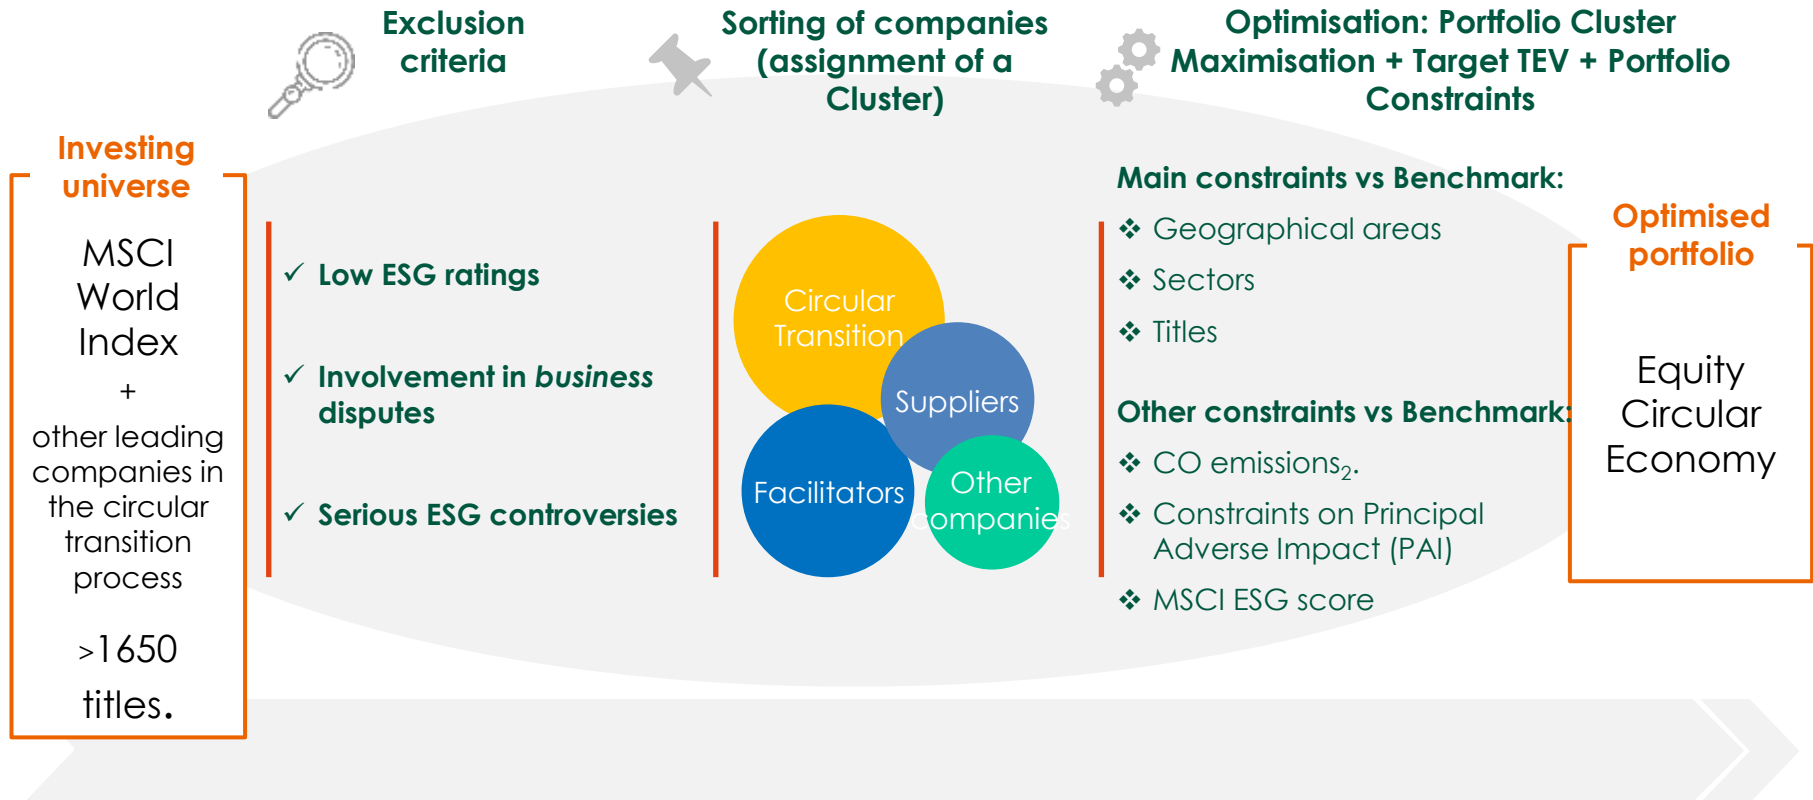 Exclusion
criteria
Sorting of companies
(assignment of a
Cluster)
Optimisation: Portfolio Cluster
Maximisation + Target TEV + Portfolio
Constraints
Investing
universe
MSCI
World
Index
+
other leading
companies in
the circular
transition
process
>1650
titles.
✓ Low ESG ratings
✓ Involvement in business
disputes
✓ Serious ESG controversies
Circular
Transition
Suppliers
Facilitators
Other
companies
Main constraints vs Benchmark:
❖ Geographical areas
❖ Sectors
❖ Titles
Other constraints vs Benchmark:
❖ CO emissions₂.
❖ Constraints on Principal
Adverse Impact (PAI)
❖ MSCI ESG score
Optimised
portfolio
Equity
Circular
Economy